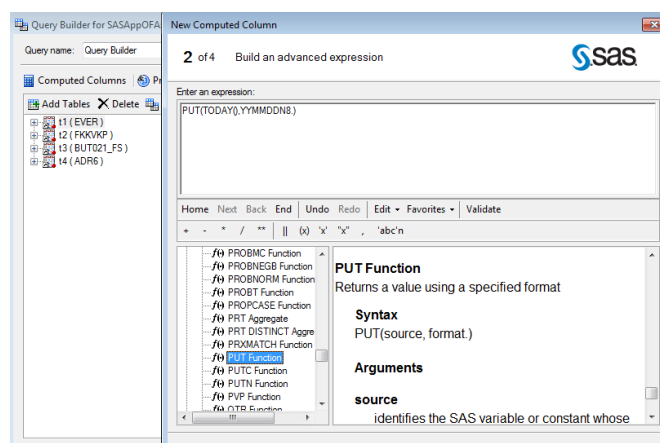 Query Builder for SASAppOFA
New Computed Column
Query name: Query Builder
2 of 4 Build an advanced expression
sas
Computed Columns
Add Tables Delete
t1 ( EVER )
t2 ( FKKVKP )
t3 ( BUT021_FS )
t4 ( ADR6 )
Enter an expression:
PUT(TODAY(),YYMMDDN8.)
Home Next Back End Undo Redo Edit Favorites Validate
+ - * / ** || (x) 'x' "x" , 'abc'n
f() PROBMC Function
f() PROBNEGB Function
f() PROBNORM Function
f() PROBT Function
f() PROPCASE Function
f() PRT Aggregate
f() PRT DISTINCT Aggre
f() PRXMATCH Function
f() PUT Function
f() PUTC Function
f() PUTN Function
f() PVP Function
f() QTR Function
PUT Function
Returns a value using a specified format
Syntax
PUT(source, format.)
Arguments
source
identifies the SAS variable or constant whose